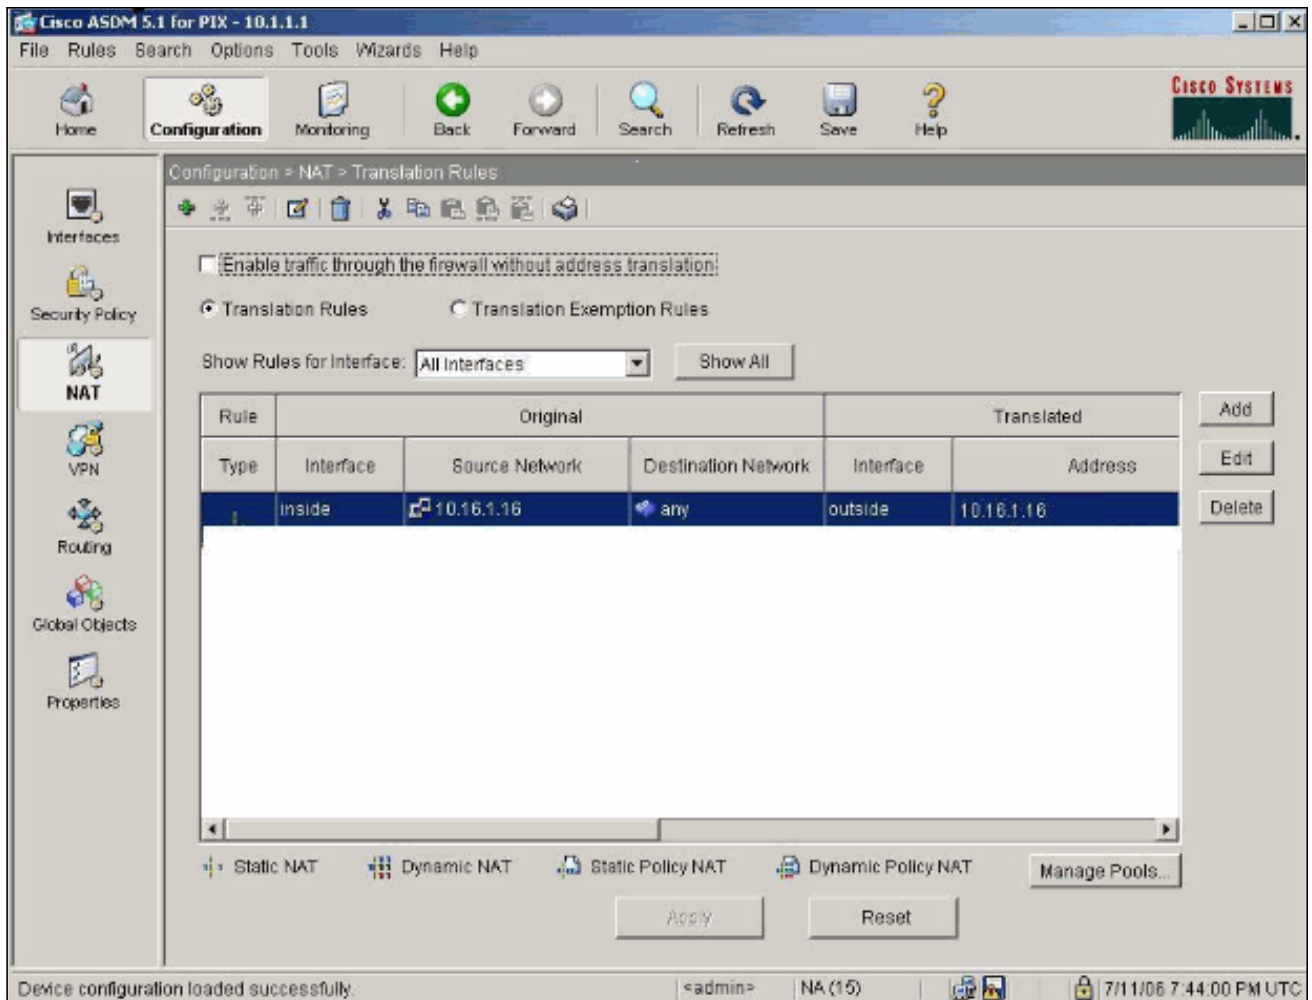 Cisco ASDM 5.1 for PIX - 10.1.1.1
File Rules Search Options Tools Wizards Help
Home Configuration Monitoring Back Forward Search Refresh Save Help
CISCO SYSTEMS
Configuration > NAT > Translation Rules
Interfaces
Security Policy
NAT
VPN
Routing
Global Objects
Properties
Enable traffic through the firewall without address translation
Translation Rules Translation Exemption Rules
Show Rules for Interface: All Interfaces Show All
Rule Original Translated
Type Interface Source Network Destination Network Interface Address
inside 10.16.1.16 any outside 10.16.1.16
Add
Edit
Delete
Static NAT Dynamic NAT Static Policy NAT Dynamic Policy NAT Manage Pools...
Apply Reset
Device configuration loaded successfully. <admin> NA (15) 7/11/06 7:44:00 PM UTC